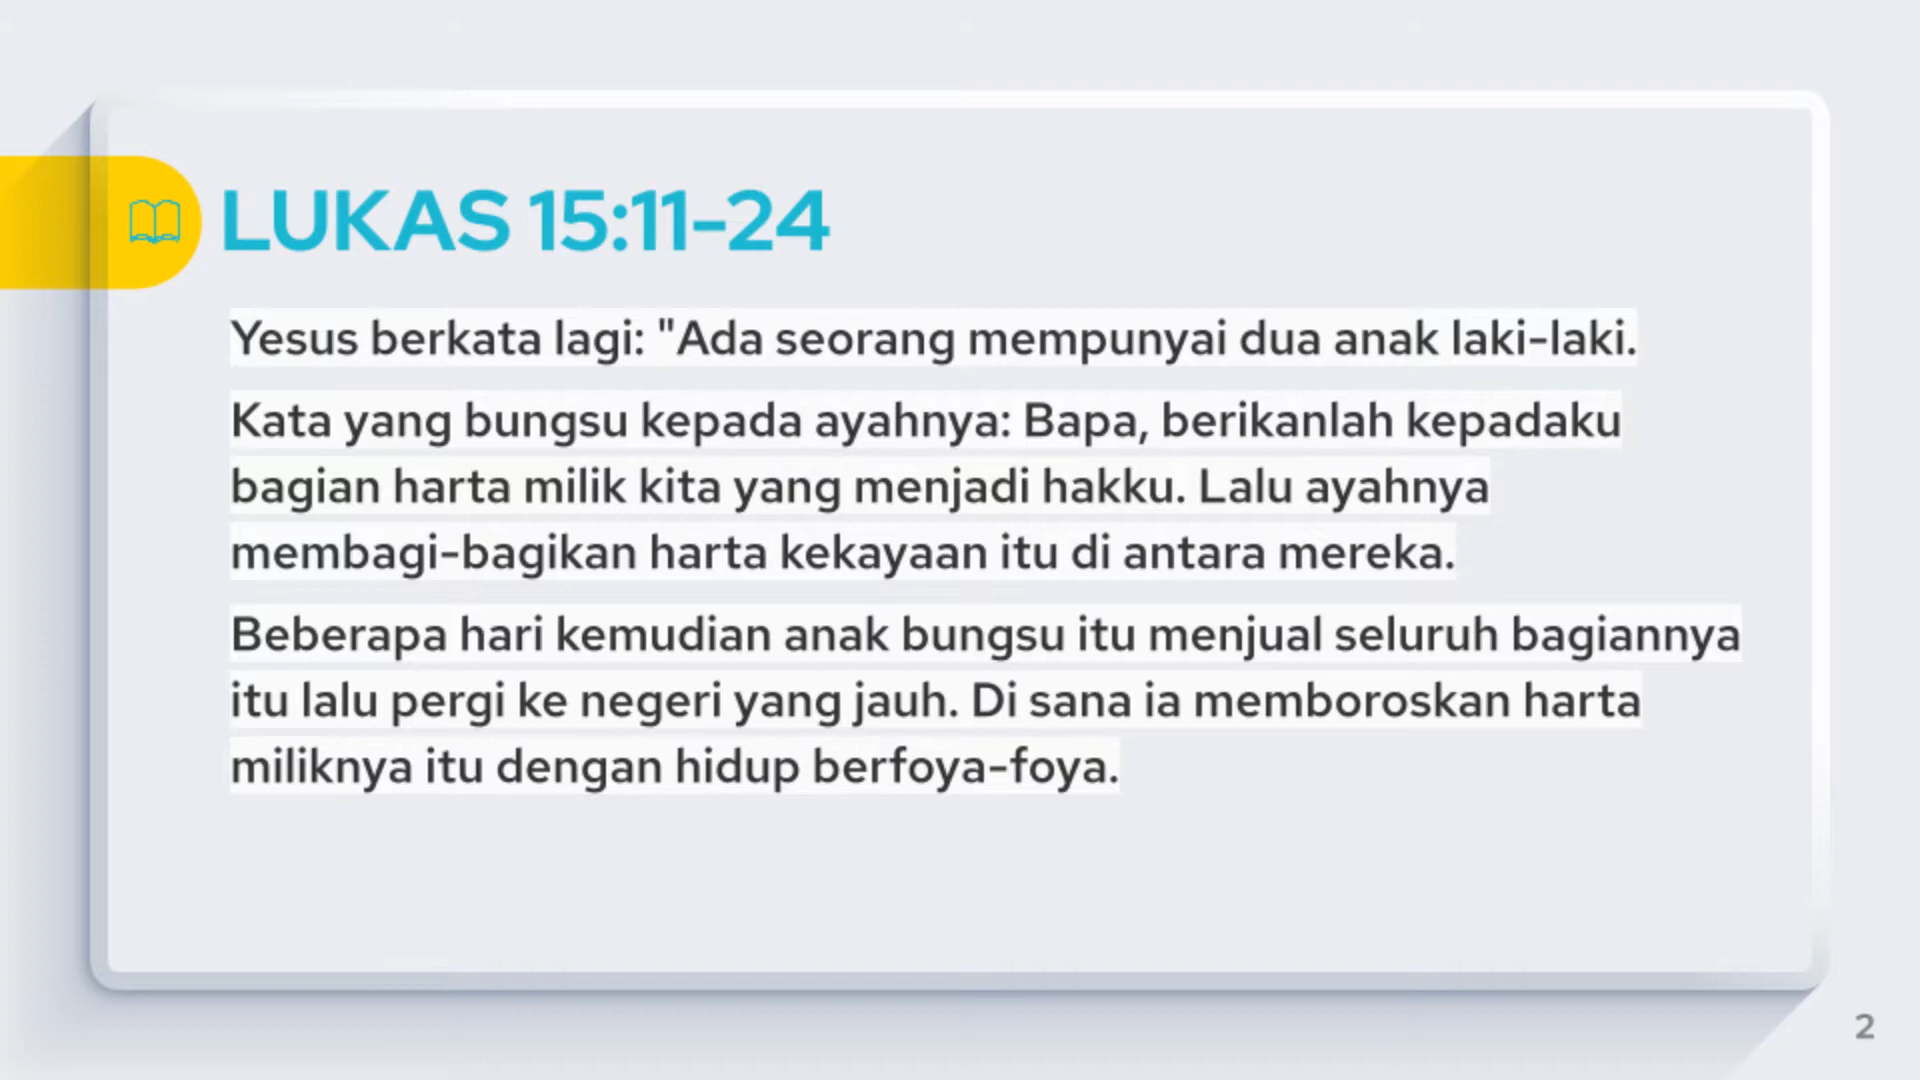 LUKAS 15:11-24
Yesus berkata lagi: "Ada seorang mempunyai dua anak laki-laki.
Kata yang bungsu kepada ayahnya: Bapa, berikanlah kepadaku
bagian harta milik kita yang menjadi hakku. Lalu ayahnya
membagi-bagikan harta kekayaan itu di antara mereka.
Beberapa hari kemudian anak bungsu itu menjual seluruh bagiannya
itu lalu pergi ke negeri yang jauh. Di sana ia memboroskan harta
miliknya itu dengan hidup berfoya-foya.
2